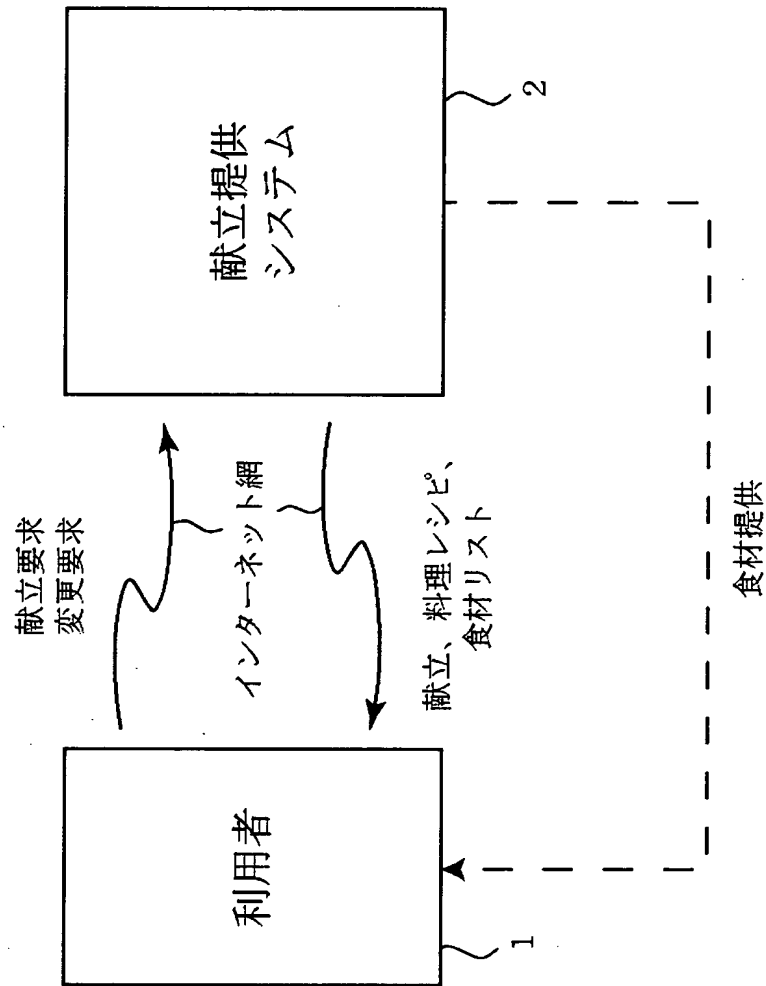 利用者
1
献立要求
変更要求
インターネット網
献立、料理レシピ、
食材リスト
献立提供
システム
2
食材提供